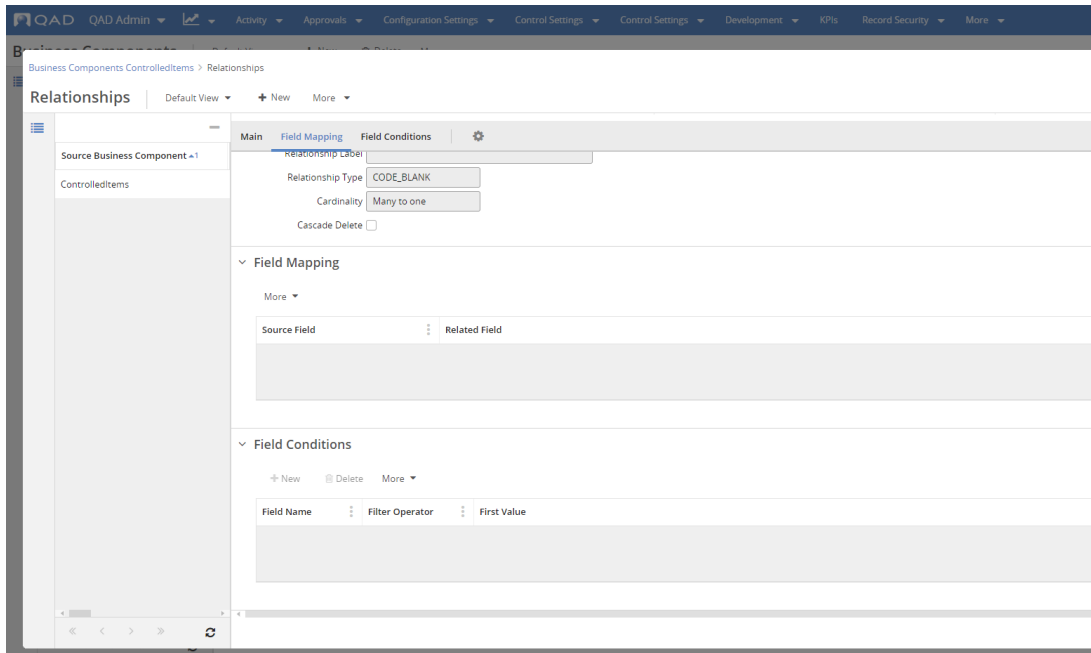 QAD QAD Admin Activity Approvals Configuration Settings Control Settings Control Settings Development KPIs Record Security More
Business Components
Business Components ControlledItems > Relationships
Relationships Default View + New More
Main Field Mapping Field Conditions
Source Business Component 1
Relationship Label
ControlledItems
Relationship Type CODE_BLANK
Cardinality Many to one
Cascade Delete
Field Mapping
More
Source Field Related Field
Field Conditions
+ New Delete More
Field Name Filter Operator First Value